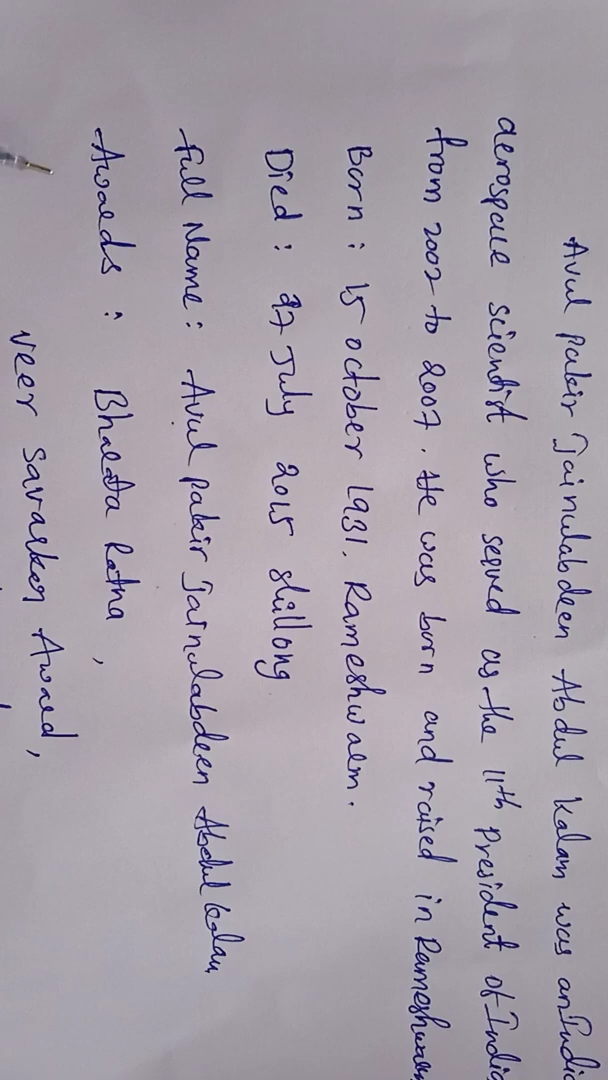 Avul Pakir Jainulabdeen Abdul Kalam was an Indi
aerospace scientist who served as the 11th President of India
from 2002 to 2007. He was born and raised in Rameshwaram
Born : 15 october 1931. Rameshwaram.
Died : 27 July 2015 shillong
Full Name : Avul Pakir Jainulabdeen Abdul kalam
Awards : Bharata Ratna ,
veer Savarkar Award ,